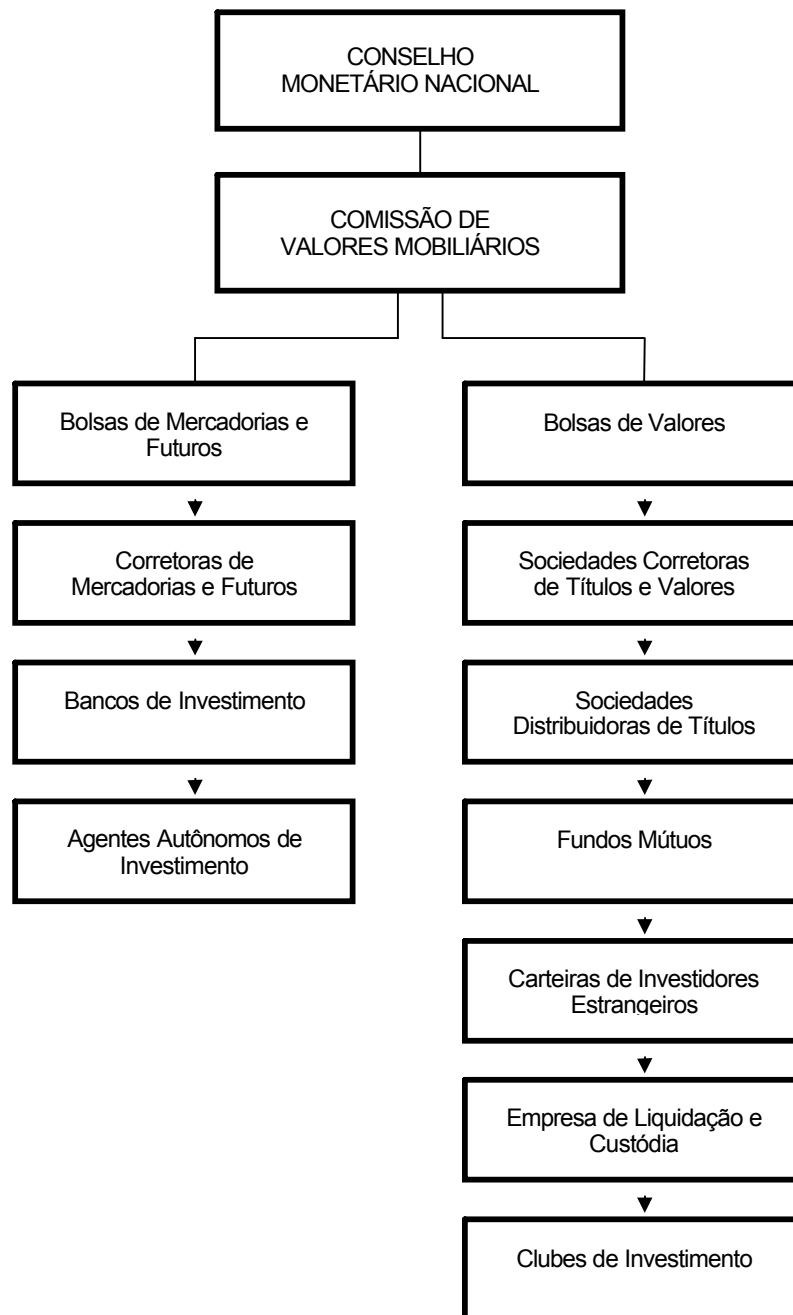 CONSELHO
MONETÁRIO NACIONAL
COMISSÃO DE
VALORES MOBILIÁRIOS
Bolsas de Mercadorias e
Futuros
Corretoras de
Mercadorias e Futuros
Bancos de Investimento
Agentes Autônomos de
Investimento
Bolsas de Valores
Sociedades Corretoras
de Títulos e Valores
Sociedades
Distribuidoras de Títulos
Fundos Mútuos
Carteiras de Investidores
Estrangeiros
Empresa de Liquidação e
Custódia
Clubes de Investimento